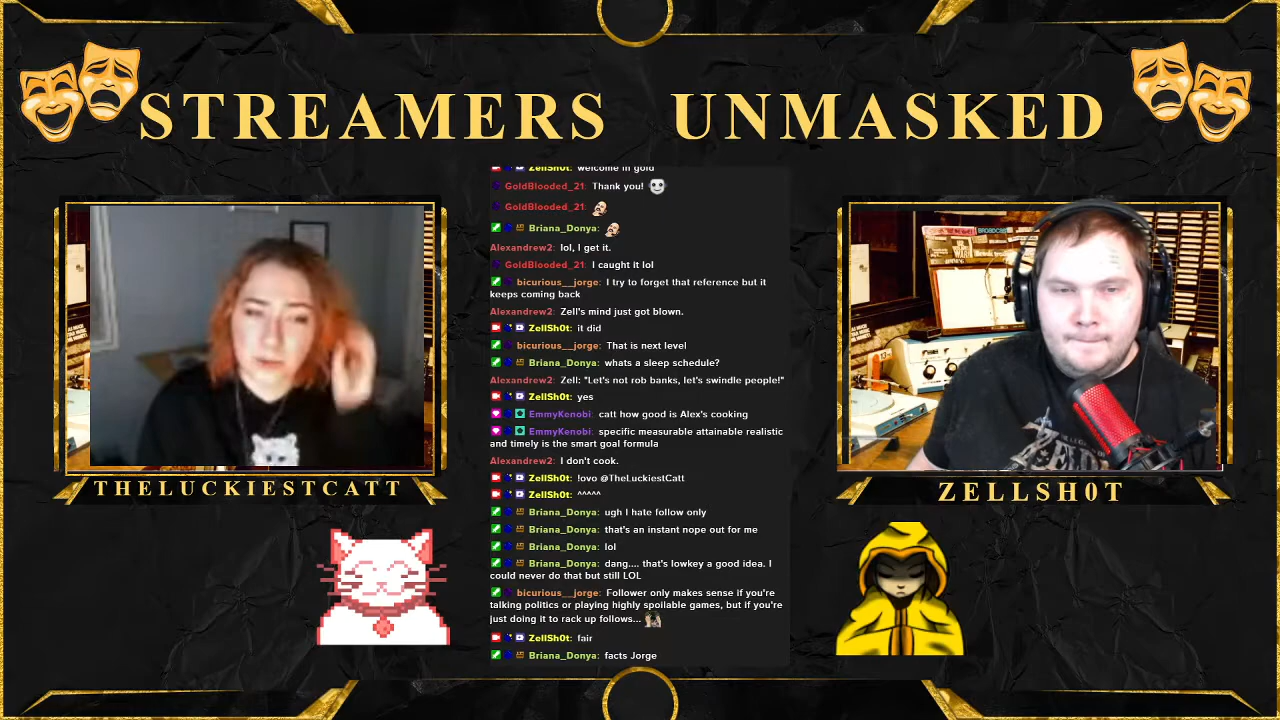 STREAMERS UNMASKED
ZellSh0t: welcome in gold
GoldBlooded_21: Thank you!
GoldBlooded_21:
Briana_Donya:
Alexandrew2: lol, I get it.
GoldBlooded_21: I caught it lol
bicurious__jorge: I try to forget that reference but it
keeps coming back
Alexandrew2: Zell's mind just got blown.
ZellSh0t: it did
bicurious__jorge: That is next level
Briana_Donya: whats a sleep schedule?
Alexandrew2: Zell: "Let's not rob banks, let's swindle people!"
ZellSh0t: yes
EmmyKenobi: catt how good is Alex's cooking
EmmyKenobi: specific measurable attainable realistic
and timely is the smart goal formula
Alexandrew2: I don't cook.
ZellSh0t: !ovo @TheLuckiestCatt
ZellSh0t: ^^^^^
Briana_Donya: ugh I hate follow only
Briana_Donya: that's an instant nope out for me
Briana_Donya: lol
Briana_Donya: dang.... that's lowkey a good idea. I
could never do that but still LOL
bicurious__jorge: Follower only makes sense if you're
talking politics or playing highly spoilable games, but if you're
just doing it to rack up follows...
ZellSh0t: fair
Briana_Donya: facts Jorge
THELUCKIESTCATT
ZELLSH0T